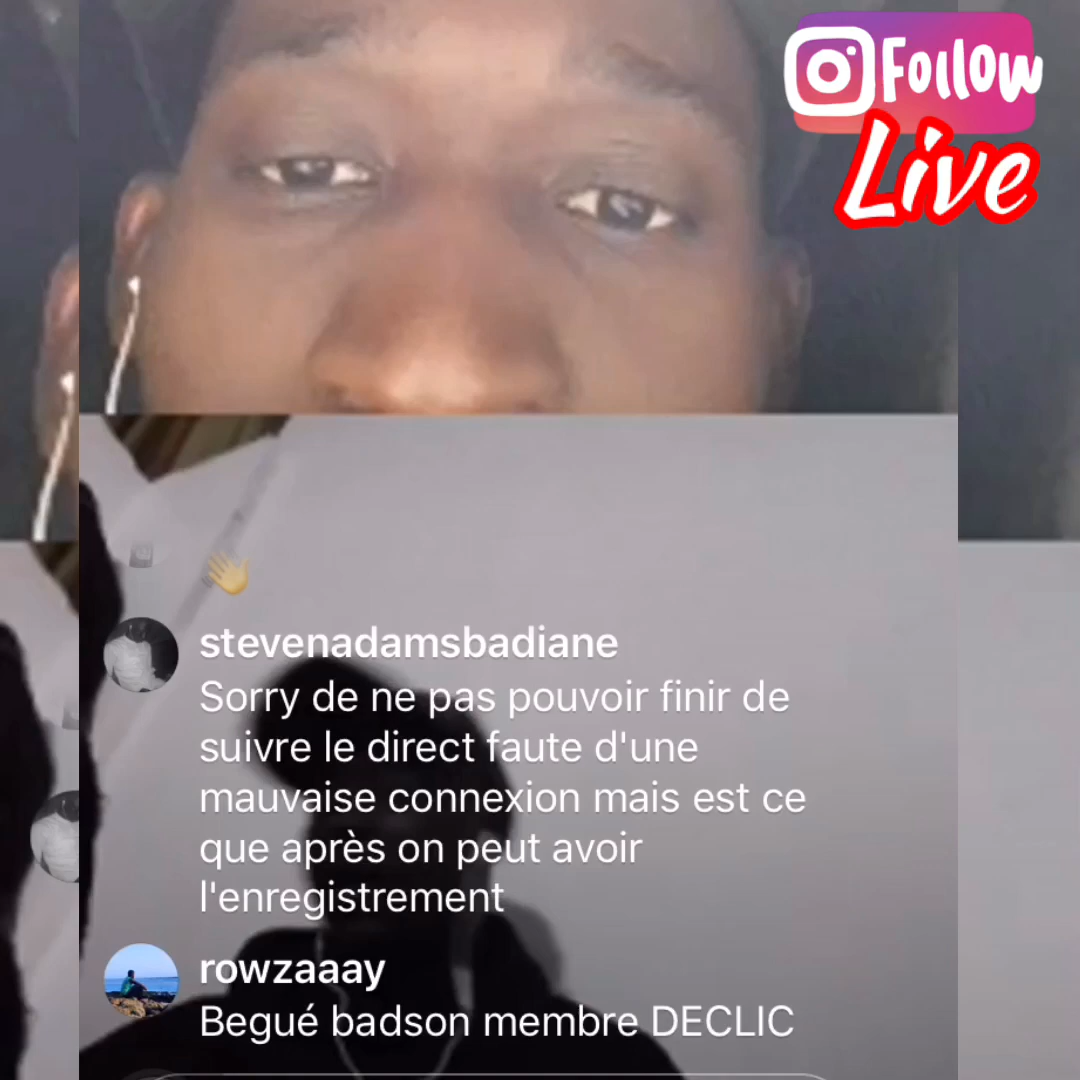 Follow
Live
stevenadamsbadiane
Sorry de ne pas pouvoir finir de
suivre le direct faute d'une
mauvaise connexion mais est ce
que après on peut avoir
l'enregistrement
rowzaaay
Begué badson membre DECLIC